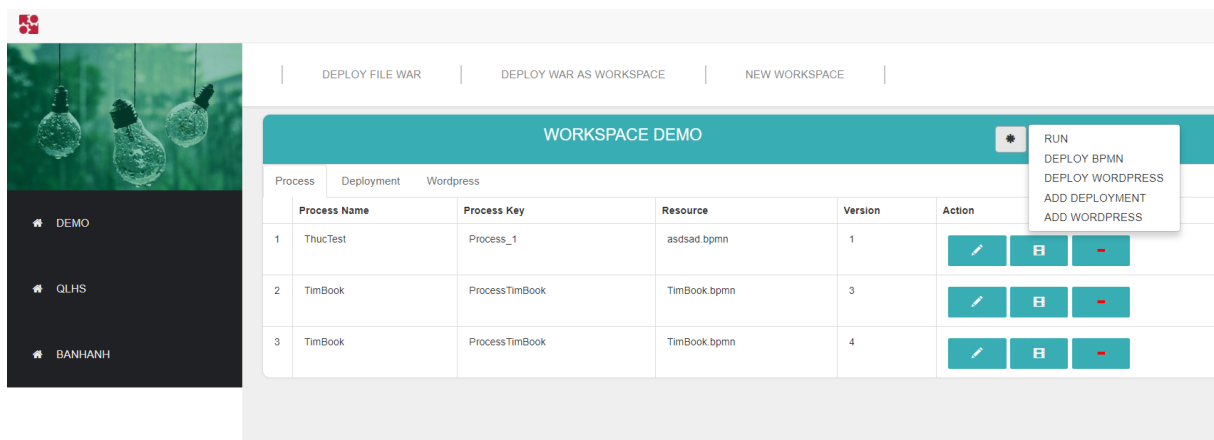 DEPLOY FILE WAR DEPLOY WAR AS WORKSPACE NEW WORKSPACE
WORKSPACE DEMO
RUN
DEPLOY BPMN
DEPLOY WORDPRESS
ADD DEPLOYMENT
ADD WORDPRESS
Process Deployment Wordpress
Process Name Process Key Resource Version Action
1 ThucTest Process_1 asdsad.bpmn 1
2 TimBook ProcessTimBook TimBook.bpmn 3
3 TimBook ProcessTimBook TimBook.bpmn 4
DEMO
QLHS
BANHANH